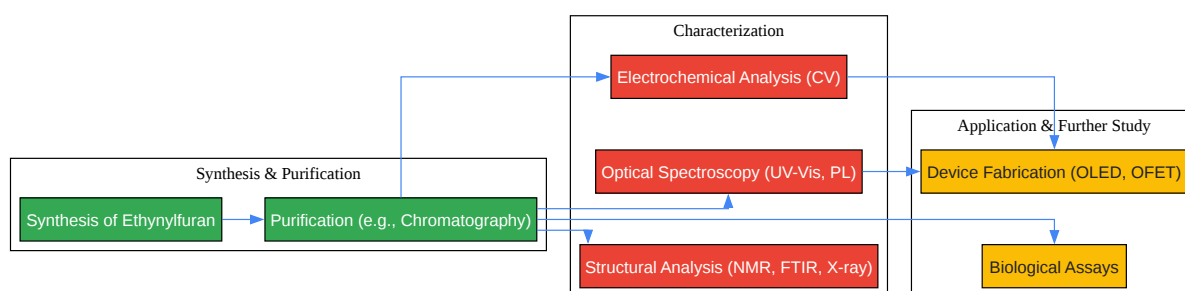 Characterization
Electrochemical Analysis (CV)
Application & Further Study
Synthesis & Purification
Optical Spectroscopy (UV-Vis, PL)
Device Fabrication (OLED, OFET)
Synthesis of Ethynylfuran
Purification (e.g., Chromatography)
Structural Analysis (NMR, FTIR, X-ray)
Biological Assays